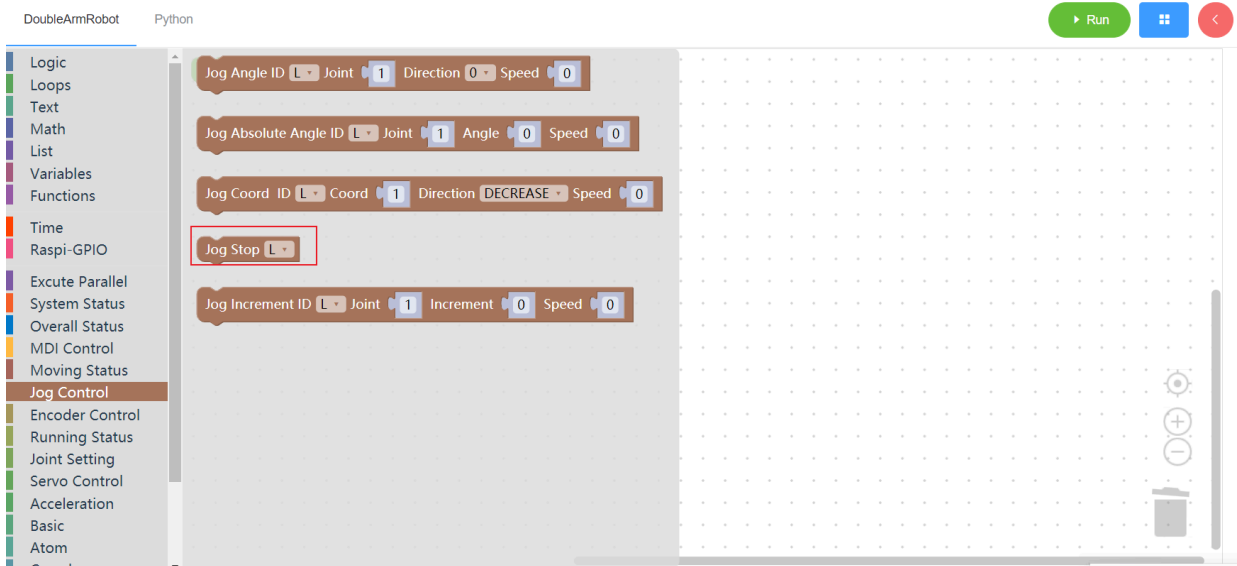 DoubleArmRobot Python Run
Logic
Loops
Text
Math
List
Variables
Functions
Time
Raspi-GPIO
Excute Parallel
System Status
Overall Status
MDI Control
Moving Status
Jog Control
Encoder Control
Running Status
Joint Setting
Servo Control
Acceleration
Basic
Atom
Jog Angle ID L Joint 1 Direction 0 Speed 0
Jog Absolute Angle ID L Joint 1 Angle 0 Speed 0
Jog Coord ID L Coord 1 Direction DECREASE Speed 0
Jog Stop L
Jog Increment ID L Joint 1 Increment 0 Speed 0